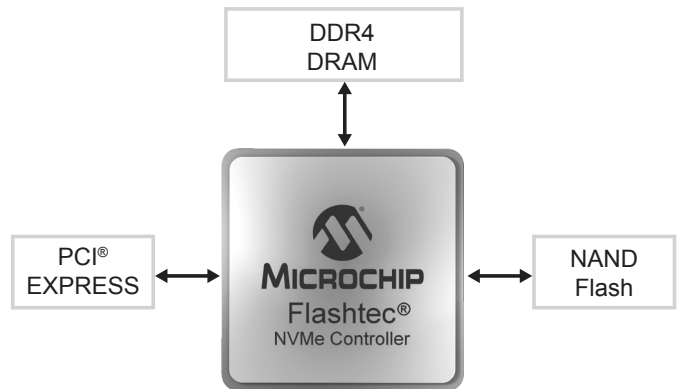 DDR4
DRAM
PCI®
EXPRESS
MICROCHIP
Flashtec®
NVMe Controller
NAND
Flash